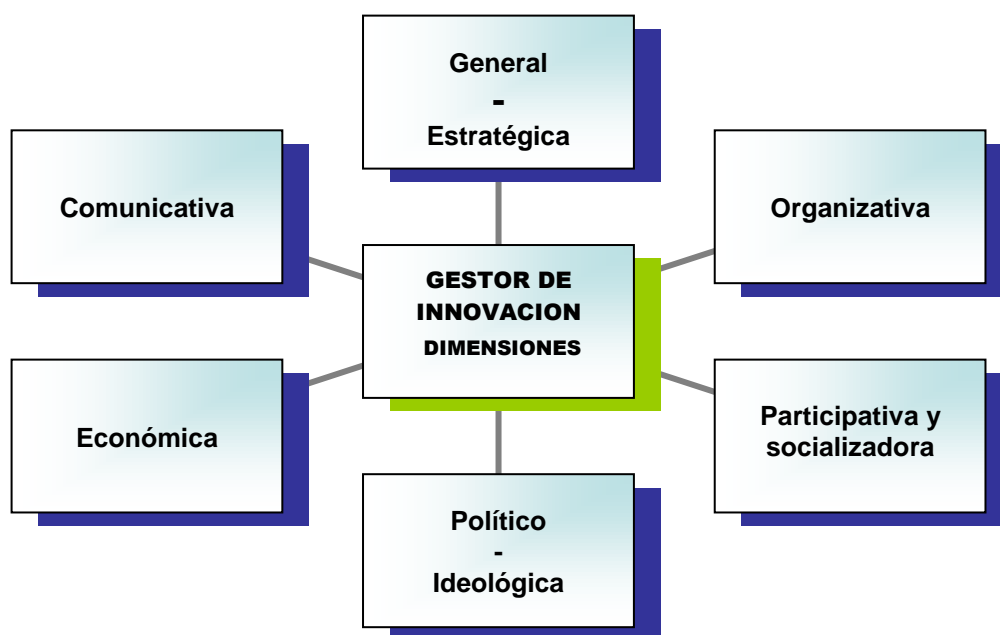 General
-
Estratégica
Comunicativa
Organizativa
GESTOR DE
INNOVACION
DIMENSIONES
Económica
Participativa y
socializadora
Político
-
Ideológica